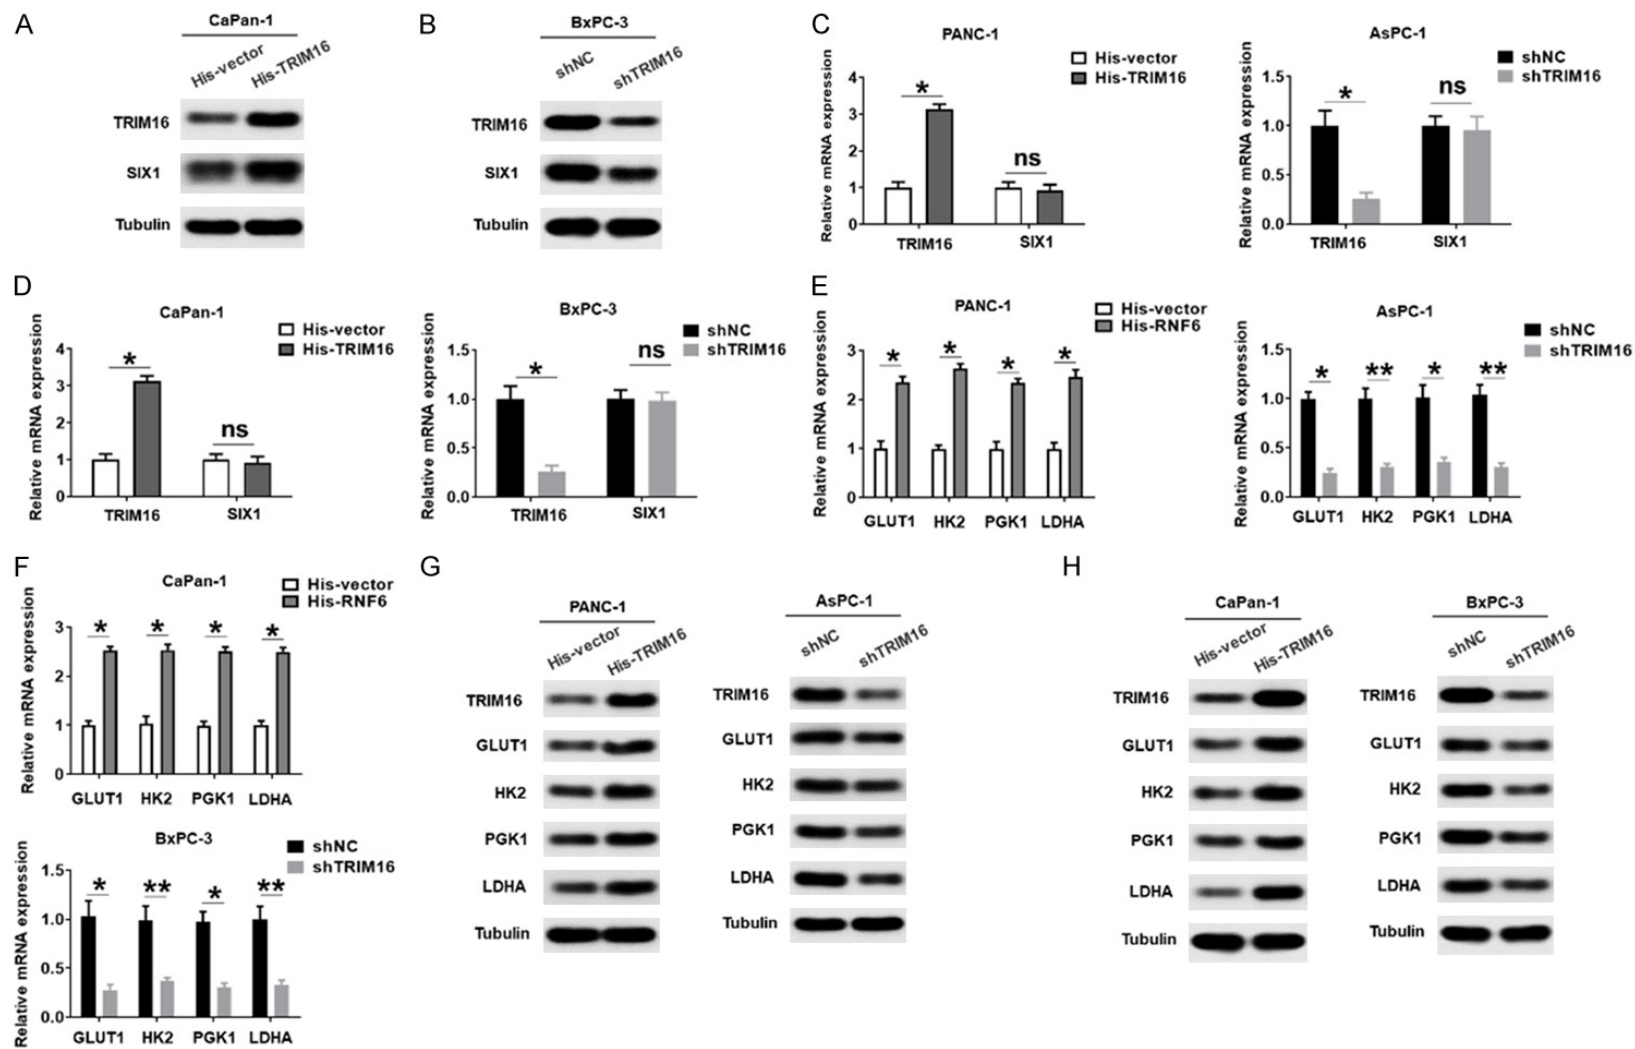 A
CaPan-1
His-vector
His-TRIM16
TRIM16
SIX1
Tubulin
B
BxPC-3
shNC
shTRIM16
TRIM16
SIX1
Tubulin
C
PANC-1
His-vector
His-TRIM16
Relative mRNA expression
4
3
2
1
0
*
ns
TRIM16
SIX1
AsPC-1
shNC
shTRIM16
Relative mRNA expression
1.5
1.0
0.5
0.0
*
ns
TRIM16
SIX1
D
CaPan-1
His-vector
His-TRIM16
Relative mRNA expression
4
3
2
1
0
*
ns
TRIM16
SIX1
BxPC-3
shNC
shTRIM16
Relative mRNA expression
1.5
1.0
0.5
0.0
*
ns
TRIM16
SIX1
E
PANC-1
His-vector
His-RNF6
Relative mRNA expression
3
2
1
0
* * * *
GLUT1 HK2 PGK1 LDHA
AsPC-1
shNC
shTRIM16
Relative mRNA expression
1.5
1.0
0.5
0.0
* ** * **
GLUT1 HK2 PGK1 LDHA
F
CaPan-1
His-vector
His-RNF6
Relative mRNA expression
3
2
1
0
* * * *
GLUT1 HK2 PGK1 LDHA
BxPC-3
shNC
shTRIM16
Relative mRNA expression
1.5
1.0
0.5
0.0
* ** * **
GLUT1 HK2 PGK1 LDHA
G
PANC-1
His-vector
His-TRIM16
TRIM16
GLUT1
HK2
PGK1
LDHA
Tubulin
AsPC-1
shNC
shTRIM16
TRIM16
GLUT1
HK2
PGK1
LDHA
Tubulin
H
CaPan-1
His-vector
His-TRIM16
TRIM16
GLUT1
HK2
PGK1
LDHA
Tubulin
BxPC-3
shNC
shTRIM16
TRIM16
GLUT1
HK2
PGK1
LDHA
Tubulin